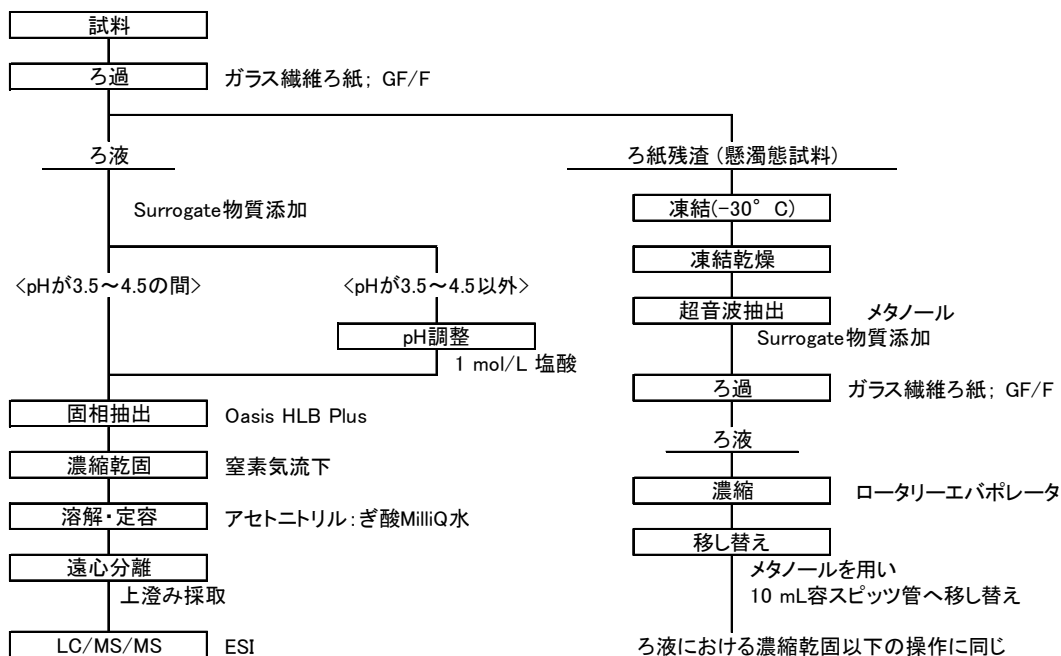 試料
ろ過 ガラス繊維ろ紙; GF/F
ろ液
Surrogate物質添加
<pHが3.5～4.5の間>
<pHが3.5～4.5以外>
pH調整
1 mol/L 塩酸
固相抽出 Oasis HLB Plus
濃縮乾固 窒素気流下
溶解・定容 アセトニトリル：ぎ酸MilliQ水
遠心分離
上澄み採取
LC/MS/MS ESI
ろ紙残渣 (懸濁態試料)
凍結(-30°C)
凍結乾燥
超音波抽出 メタノール
Surrogate物質添加
ろ過 ガラス繊維ろ紙; GF/F
ろ液
濃縮 ロータリーエバポレータ
移し替え
メタノールを用い
10 mL容スピッツ管へ移し替え
ろ液における濃縮乾固以下の操作に同じ